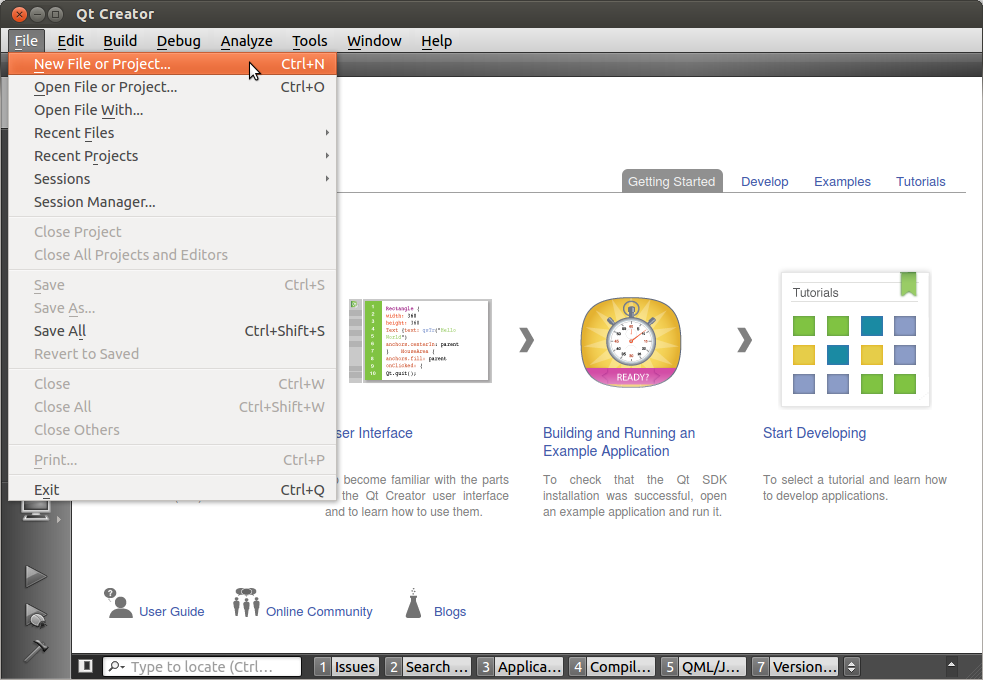 Qt Creator
File Edit Build Debug Analyze Tools Window Help
New File or Project... Ctrl+N
Open File or Project... Ctrl+O
Open File With...
Recent Files
Recent Projects
Sessions
Session Manager...
Close Project
Close All Projects and Editors
Save Ctrl+S
Save As...
Save All Ctrl+Shift+S
Revert to Saved
Close Ctrl+W
Close All Ctrl+Shift+W
Close Others
Print... Ctrl+P
Exit Ctrl+Q
Getting Started Develop Examples Tutorials
1 Rectangle {
2 width: 360
3 height: 360
4 Text {text: qsTr("Hello
5 World")
6 anchors.centerIn: parent
7 } MouseArea {
8 anchors.fill: parent
9 onClicked: {
10 Qt.quit();
READY?
Tutorials
ser Interface
become familiar with the parts
the Qt Creator user interface
and to learn how to use them.
Building and Running an
Example Application
To check that the Qt SDK
installation was successful, open
an example application and run it.
Start Developing
To select a tutorial and learn how
to develop applications.
? User Guide Online Community Blogs
Type to locate (Ctrl... 1 Issues 2 Search ... 3 Applica... 4 Compil... 5 QML/J... 7 Version...